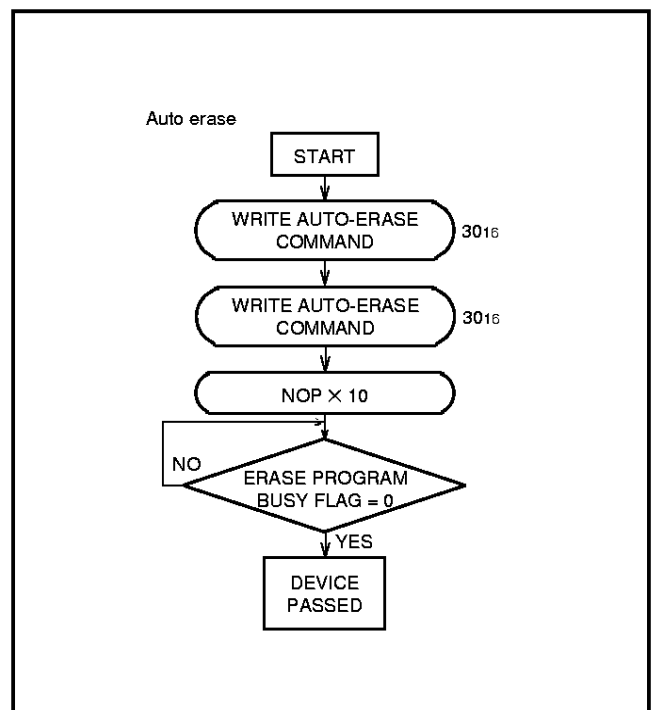 Auto erase
START
WRITE AUTO-ERASE
COMMAND
30₁₆
WRITE AUTO-ERASE
COMMAND
30₁₆
NOP × 10
NO
ERASE PROGRAM
BUSY FLAG = 0
YES
DEVICE
PASSED